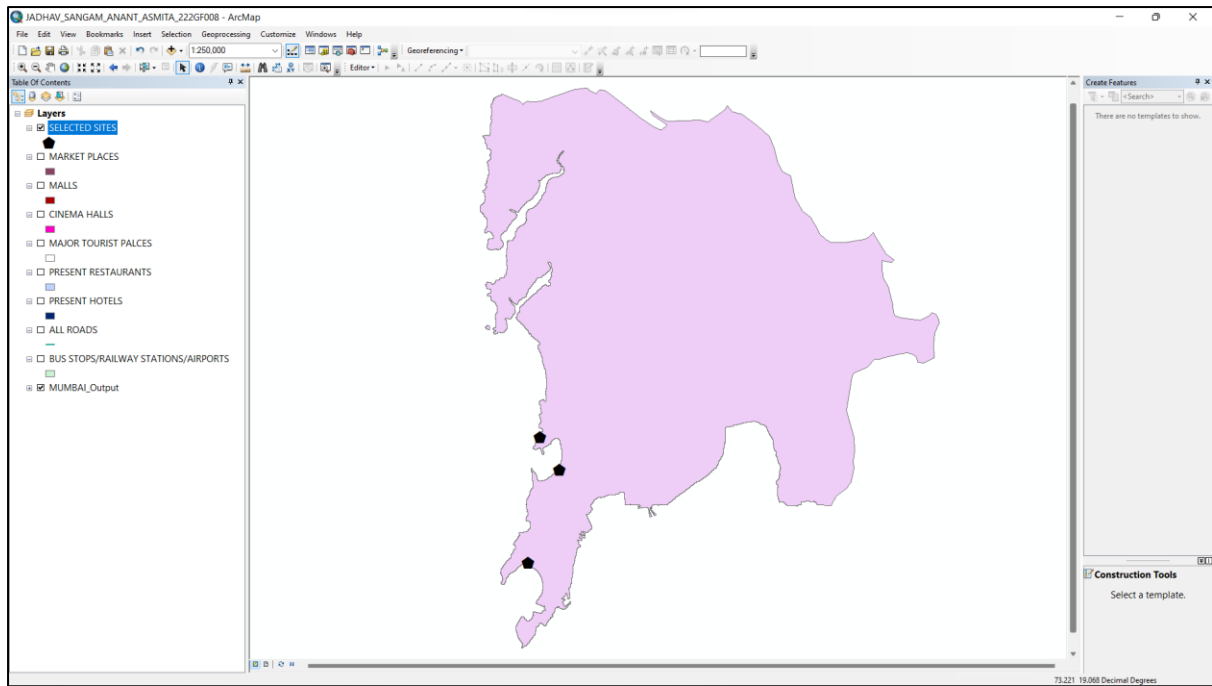 JADHAV_SANGAM_ANANT_ASMITA_222GF008 - ArcMap
File Edit View Bookmarks Insert Selection Geoprocessing Customize Windows Help
1:250,000 Georeferencing
Editor
Table Of Contents
Layers
SELECTED SITES
MARKET PLACES
MALLS
CINEMA HALLS
MAJOR TOURIST PALCES
PRESENT RESTAURANTS
PRESENT HOTELS
ALL ROADS
BUS STOPS/RAILWAY STATIONS/AIRPORTS
MUMBAI_Output
Create Features
<Search>
There are no templates to show.
Construction Tools
Select a template.
73.221 19.068 Decimal Degrees